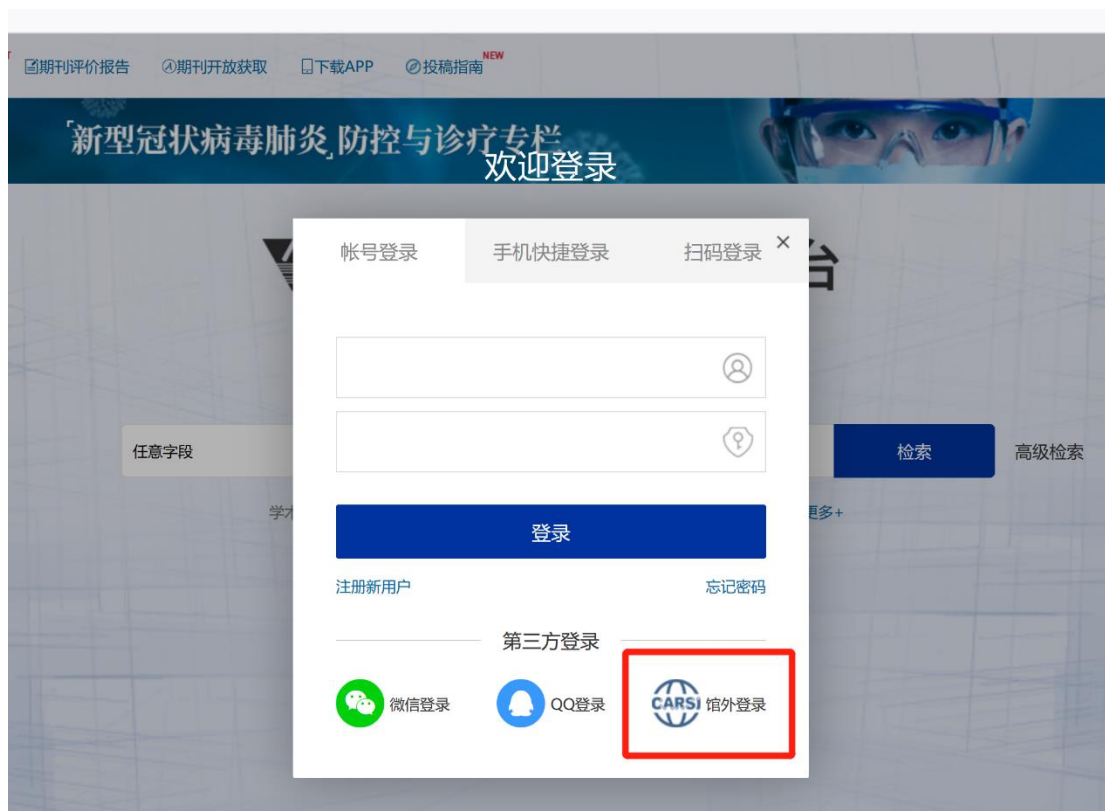 期刊评价报告 期刊开放获取 下载APP 投稿指南 NEW
「新型冠状病毒肺炎」防控与诊疗专栏
欢迎登录
帐号登录 手机快捷登录 扫码登录 ×
台
任意字段 检索 高级检索
学术 更多+
登录
注册新用户 忘记密码
第三方登录
微信登录 QQ登录 CARSI 馆外登录